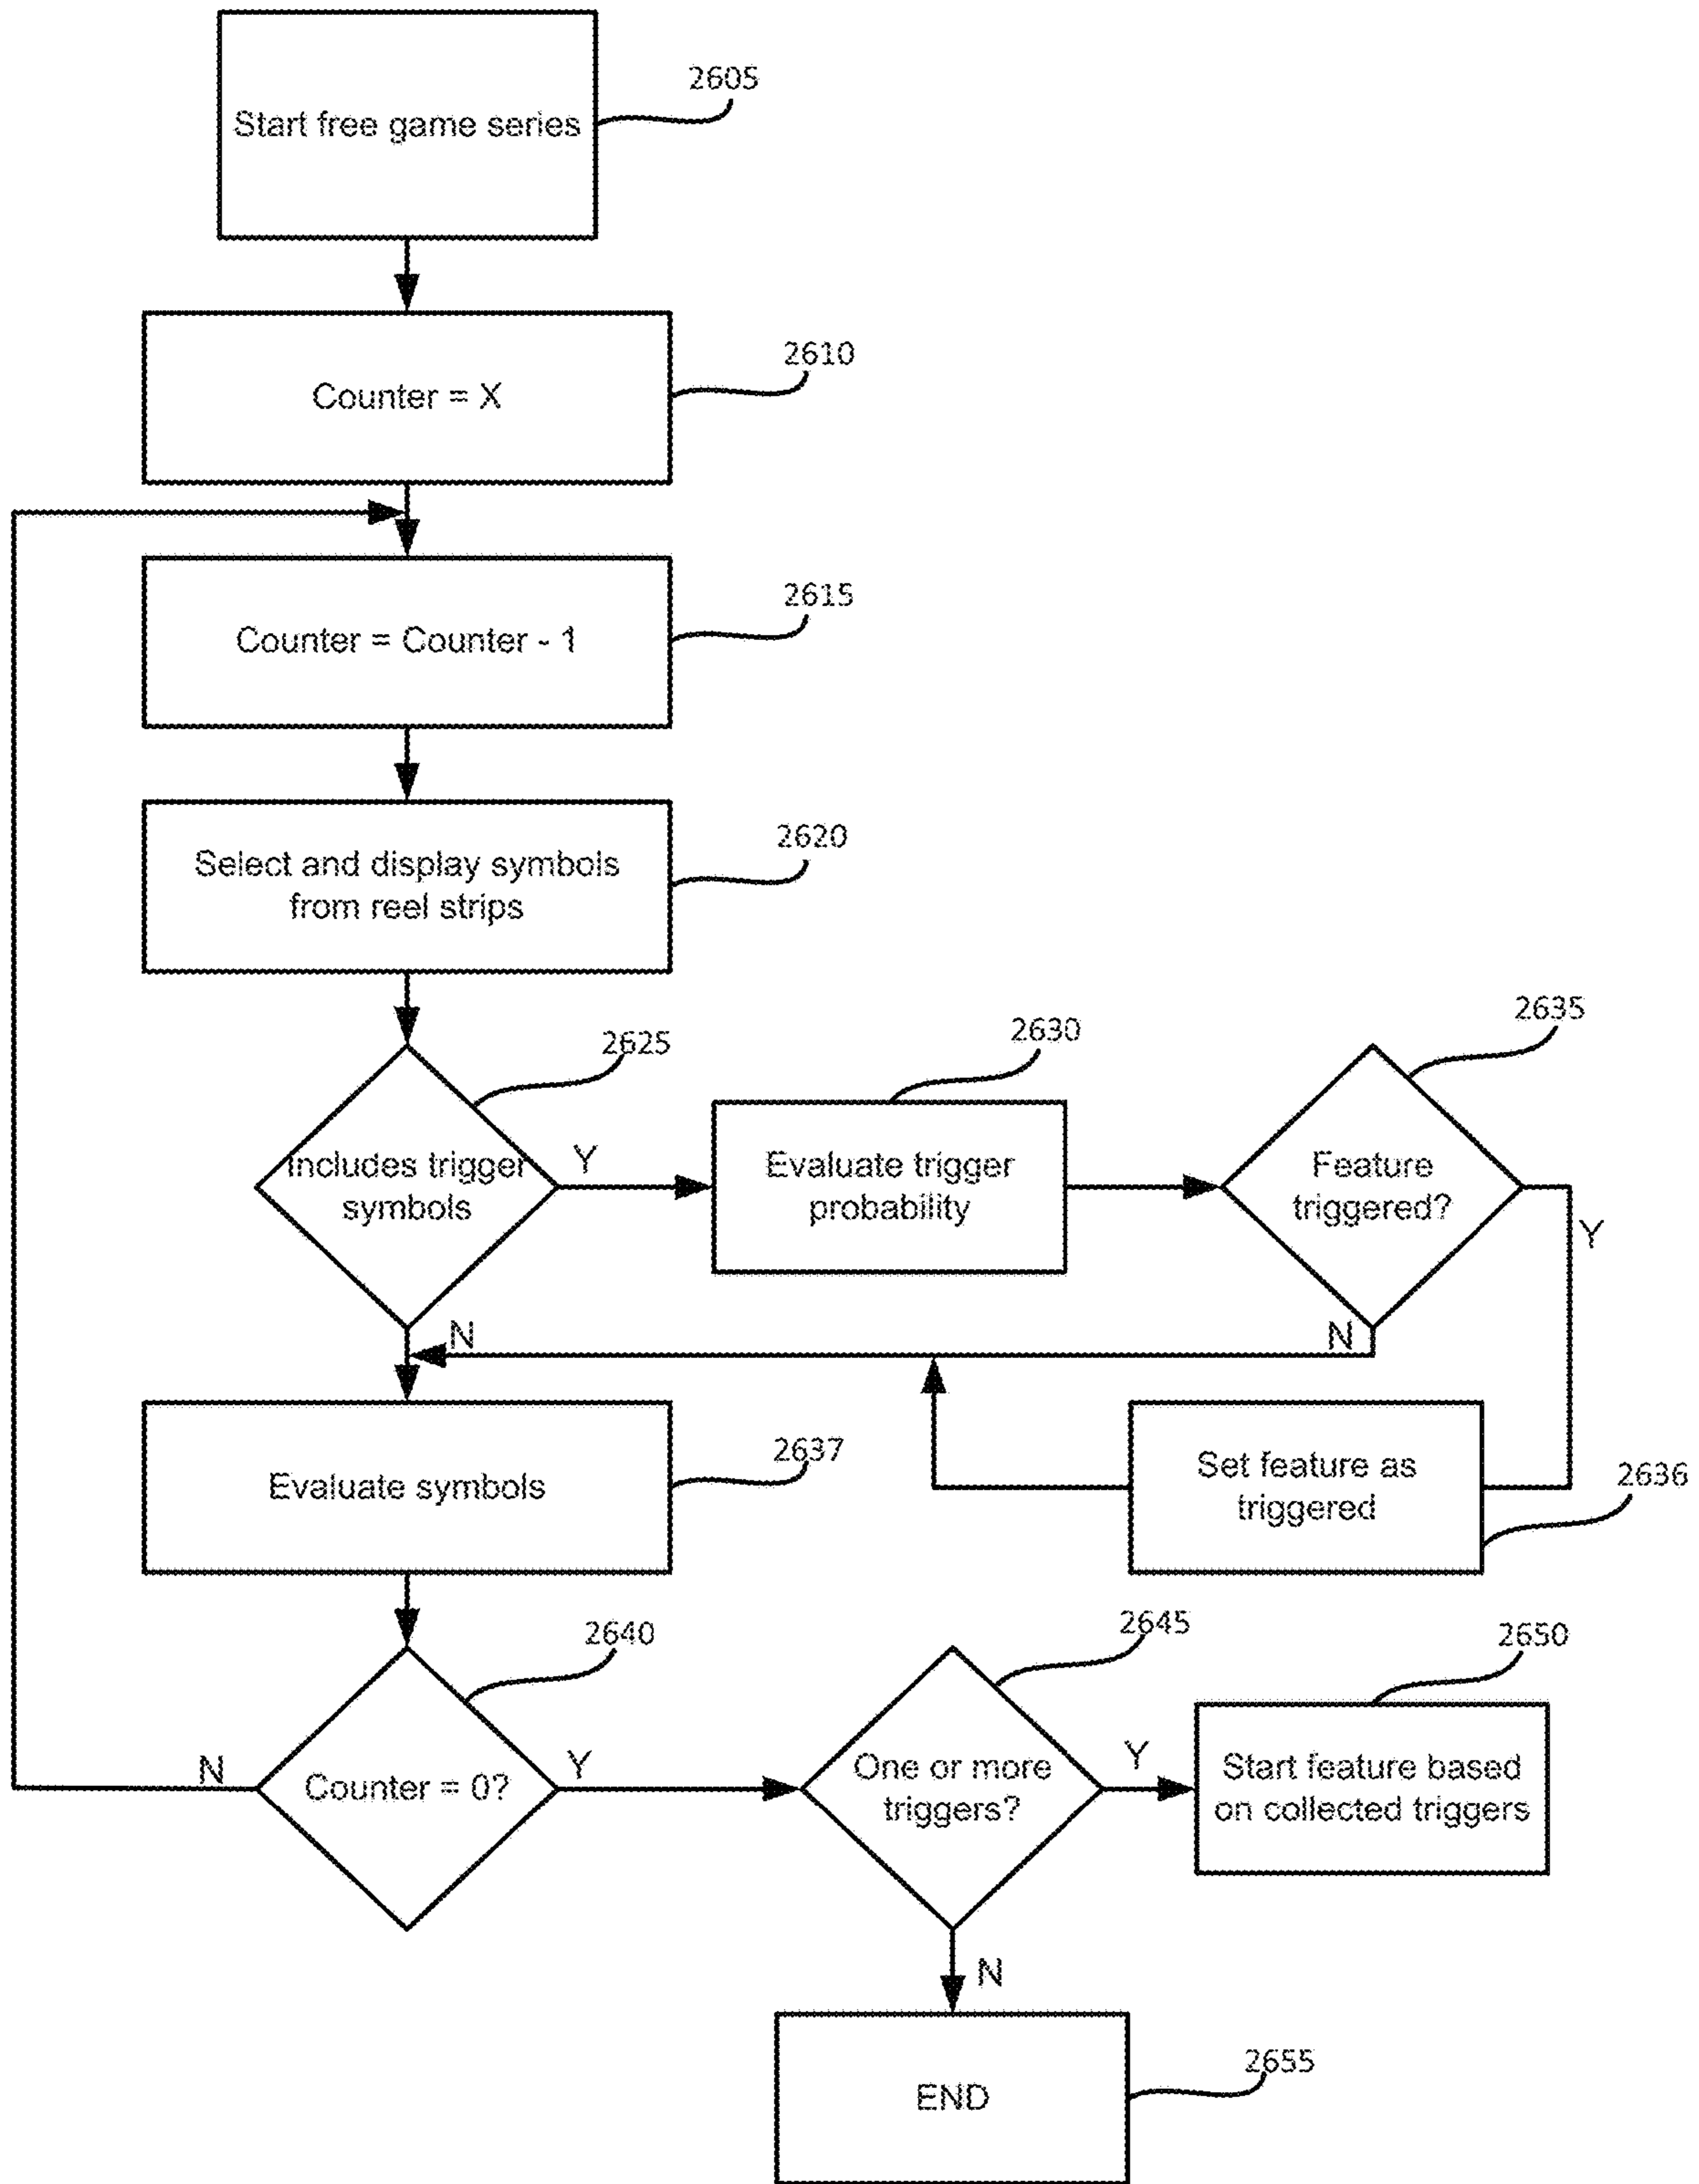 Start free game series
2605
Counter = X
2610
Counter = Counter - 1
2615
Select and display symbols
from reel strips
2620
Includes trigger
symbols
2625
Y
N
Evaluate trigger
probability
2630
Feature
triggered?
2635
Y
N
Set feature as
triggered
2636
Evaluate symbols
2637
Counter = 0?
2640
N
Y
One or more
triggers?
2645
Y
N
Start feature based
on collected triggers
2650
END
2655